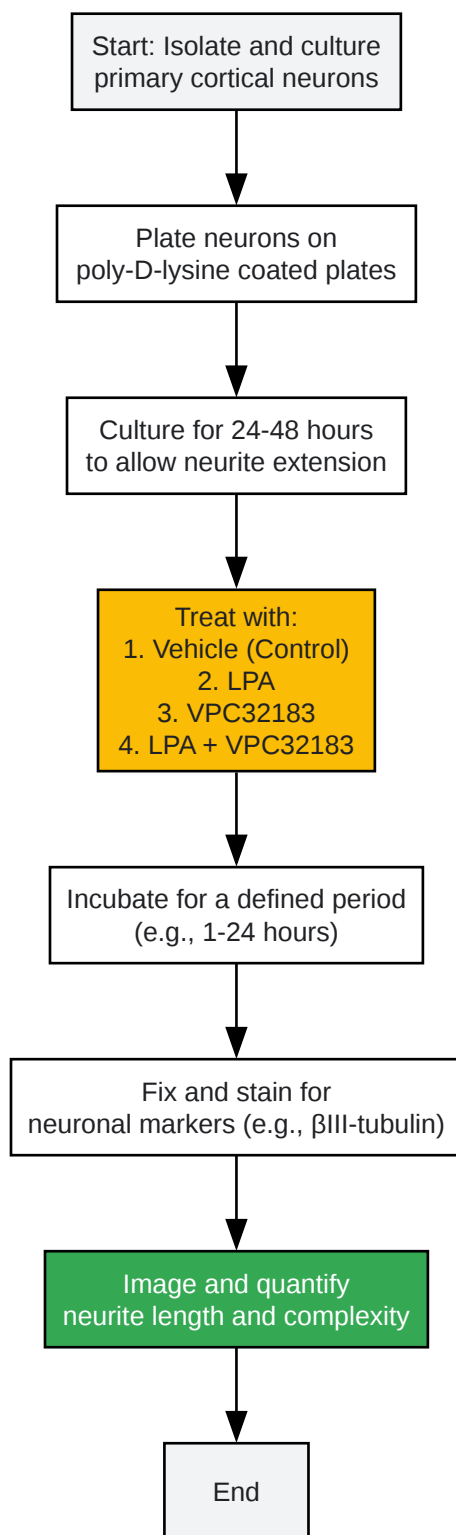 Start: Isolate and culture
primary cortical neurons
Plate neurons on
poly-D-lysine coated plates
Culture for 24-48 hours
to allow neurite extension
Treat with:
1. Vehicle (Control)
2. LPA
3. VPC32183
4. LPA + VPC32183
Incubate for a defined period
(e.g., 1-24 hours)
Fix and stain for
neuronal markers (e.g., βIII-tubulin)
Image and quantify
neurite length and complexity
End